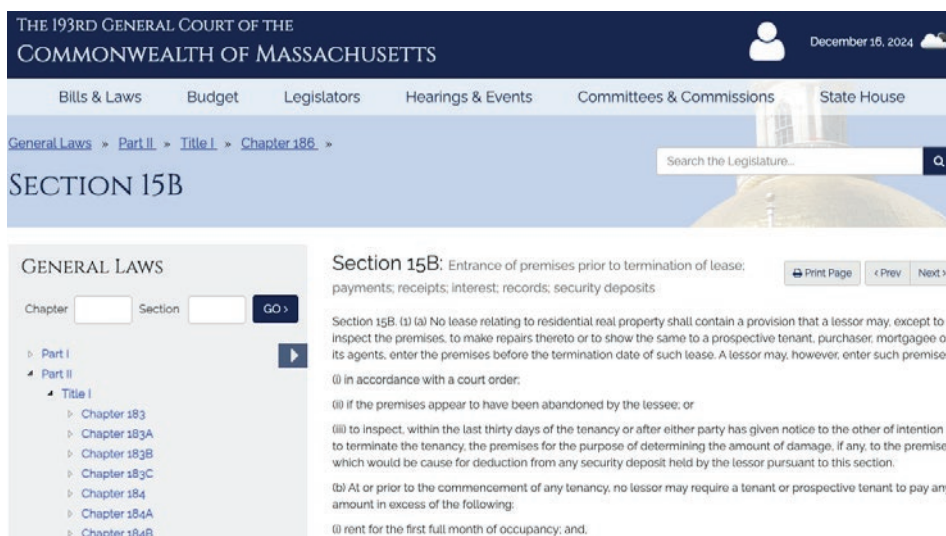 THE 193RD GENERAL COURT OF THE
COMMONWEALTH OF MASSACHUSETTS
December 16, 2024
Bills & Laws Budget Legislators Hearings & Events Committees & Commissions State House
General Laws » Part II » Title I » Chapter 186 »
Search the Legislature...
SECTION 15B
GENERAL LAWS
Chapter Section GO ›
Part I
Part II
Title I
Chapter 183
Chapter 183A
Chapter 183B
Chapter 183C
Chapter 184
Chapter 184A
Chapter 184B
Section 15B: Entrance of premises prior to termination of lease;
payments; receipts; interest; records; security deposits
Print Page ‹ Prev Next ›
Section 15B. (1) (a) No lease relating to residential real property shall contain a provision that a lessor may, except to
inspect the premises, to make repairs thereto or to show the same to a prospective tenant, purchaser, mortgagee o
its agents, enter the premises before the termination date of such lease. A lessor may, however, enter such premise
(i) in accordance with a court order;
(ii) if the premises appear to have been abandoned by the lessee; or
(iii) to inspect, within the last thirty days of the tenancy or after either party has given notice to the other of intention
to terminate the tenancy, the premises for the purpose of determining the amount of damage, if any, to the premise
which would be cause for deduction from any security deposit held by the lessor pursuant to this section.
(b) At or prior to the commencement of any tenancy, no lessor may require a tenant or prospective tenant to pay any
amount in excess of the following:
(i) rent for the first full month of occupancy; and,